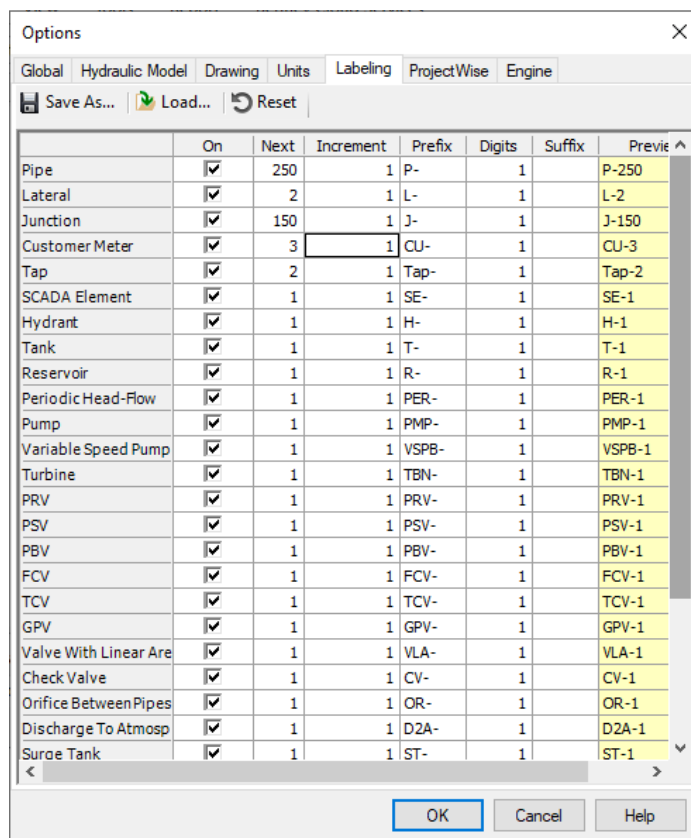 Options
Global Hydraulic Model Drawing Units Labeling ProjectWise Engine
Save As... Load... Reset
On Next Increment Prefix Digits Suffix Previe
Pipe 250 1 P- 1 P-250
Lateral 2 1 L- 1 L-2
Junction 150 1 J- 1 J-150
Customer Meter 3 1 CU- 1 CU-3
Tap 2 1 Tap- 1 Tap-2
SCADA Element 1 1 SE- 1 SE-1
Hydrant 1 1 H- 1 H-1
Tank 1 1 T- 1 T-1
Reservoir 1 1 R- 1 R-1
Periodic Head-Flow 1 1 PER- 1 PER-1
Pump 1 1 PMP- 1 PMP-1
Variable Speed Pump 1 1 VSPB- 1 VSPB-1
Turbine 1 1 TBN- 1 TBN-1
PRV 1 1 PRV- 1 PRV-1
PSV 1 1 PSV- 1 PSV-1
PBV 1 1 PBV- 1 PBV-1
FCV 1 1 FCV- 1 FCV-1
TCV 1 1 TCV- 1 TCV-1
GPV 1 1 GPV- 1 GPV-1
Valve With Linear Are 1 1 VLA- 1 VLA-1
Check Valve 1 1 CV- 1 CV-1
Orifice Between Pipes 1 1 OR- 1 OR-1
Discharge To Atmosp 1 1 D2A- 1 D2A-1
Surge Tank 1 1 ST- 1 ST-1
OK Cancel Help